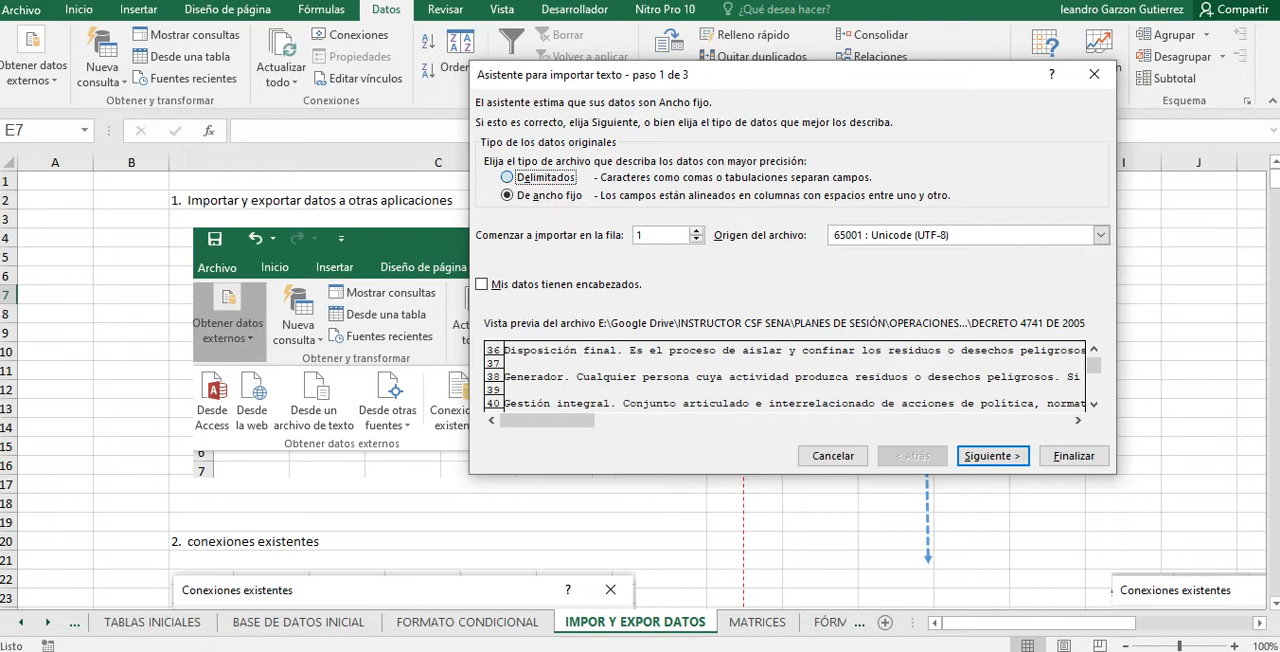 Archivo Inicio Insertar Diseño de página Fórmulas Datos Revisar Vista Desarrollador Nitro Pro 10 ¿Qué desea hacer? leandro Garzon Gutierrez Compartir
Obtener datos externos
Nueva consulta
Mostrar consultas
Desde una tabla
Fuentes recientes
Obtener y transformar
Actualizar todo
Conexiones
Propiedades
Editar vínculos
Conexiones
Borrar
Volver a aplicar
Relleno rápido
Quitar duplicados
Consolidar
Relaciones
Agrupar
Desagrupar
Subtotal
Esquema
E7
fx
A B C I J
1
2
3
4
5
6
7
8
9
10
11
12
13
14
15
16
17
18
19
20
21
22
23
1. Importar y exportar datos a otras aplicaciones
Archivo Inicio Insertar Diseño de página
Obtener datos externos
Nueva consulta
Mostrar consultas
Desde una tabla
Fuentes recientes
Obtener y transformar
Desde Access
Desde la web
Desde un archivo de texto
Desde otras fuentes
Obtener datos externos
6
7
2. conexiones existentes
Conexiones existentes ?
Conexiones existentes
Asistente para importar texto - paso 1 de 3 ?
El asistente estima que sus datos son Ancho fijo.
Si esto es correcto, elija Siguiente, o bien elija el tipo de datos que mejor los describa.
Tipo de los datos originales
Elija el tipo de archivo que describa los datos con mayor precisión:
Delimitados - Caracteres como comas o tabulaciones separan campos.
De ancho fijo - Los campos están alineados en columnas con espacios entre uno y otro.
Comenzar a importar en la fila: 1 Origen del archivo: 65001 : Unicode (UTF-8)
Mis datos tienen encabezados.
Vista previa del archivo E:\Google Drive\INSTRUCTOR CSF SENA\PLANES DE SESIÓN\OPERACIONES...\DECRETO 4741 DE 2005
36 Disposición final. Es el proceso de aislar y confinar los residuos o desechos peligrosos
37
38 Generador. Cualquier persona cuya actividad produzca residuos o desechos peligrosos. Si
39
40 Gestión integral. Conjunto articulado e interrelacionado de acciones de política, normat
Cancelar < Atrás Siguiente > Finalizar
... TABLAS INICIALES BASE DE DATOS INICIAL FORMATO CONDICIONAL IMPOR Y EXPOR DATOS MATRICES FÓRM ...
Listo 100%